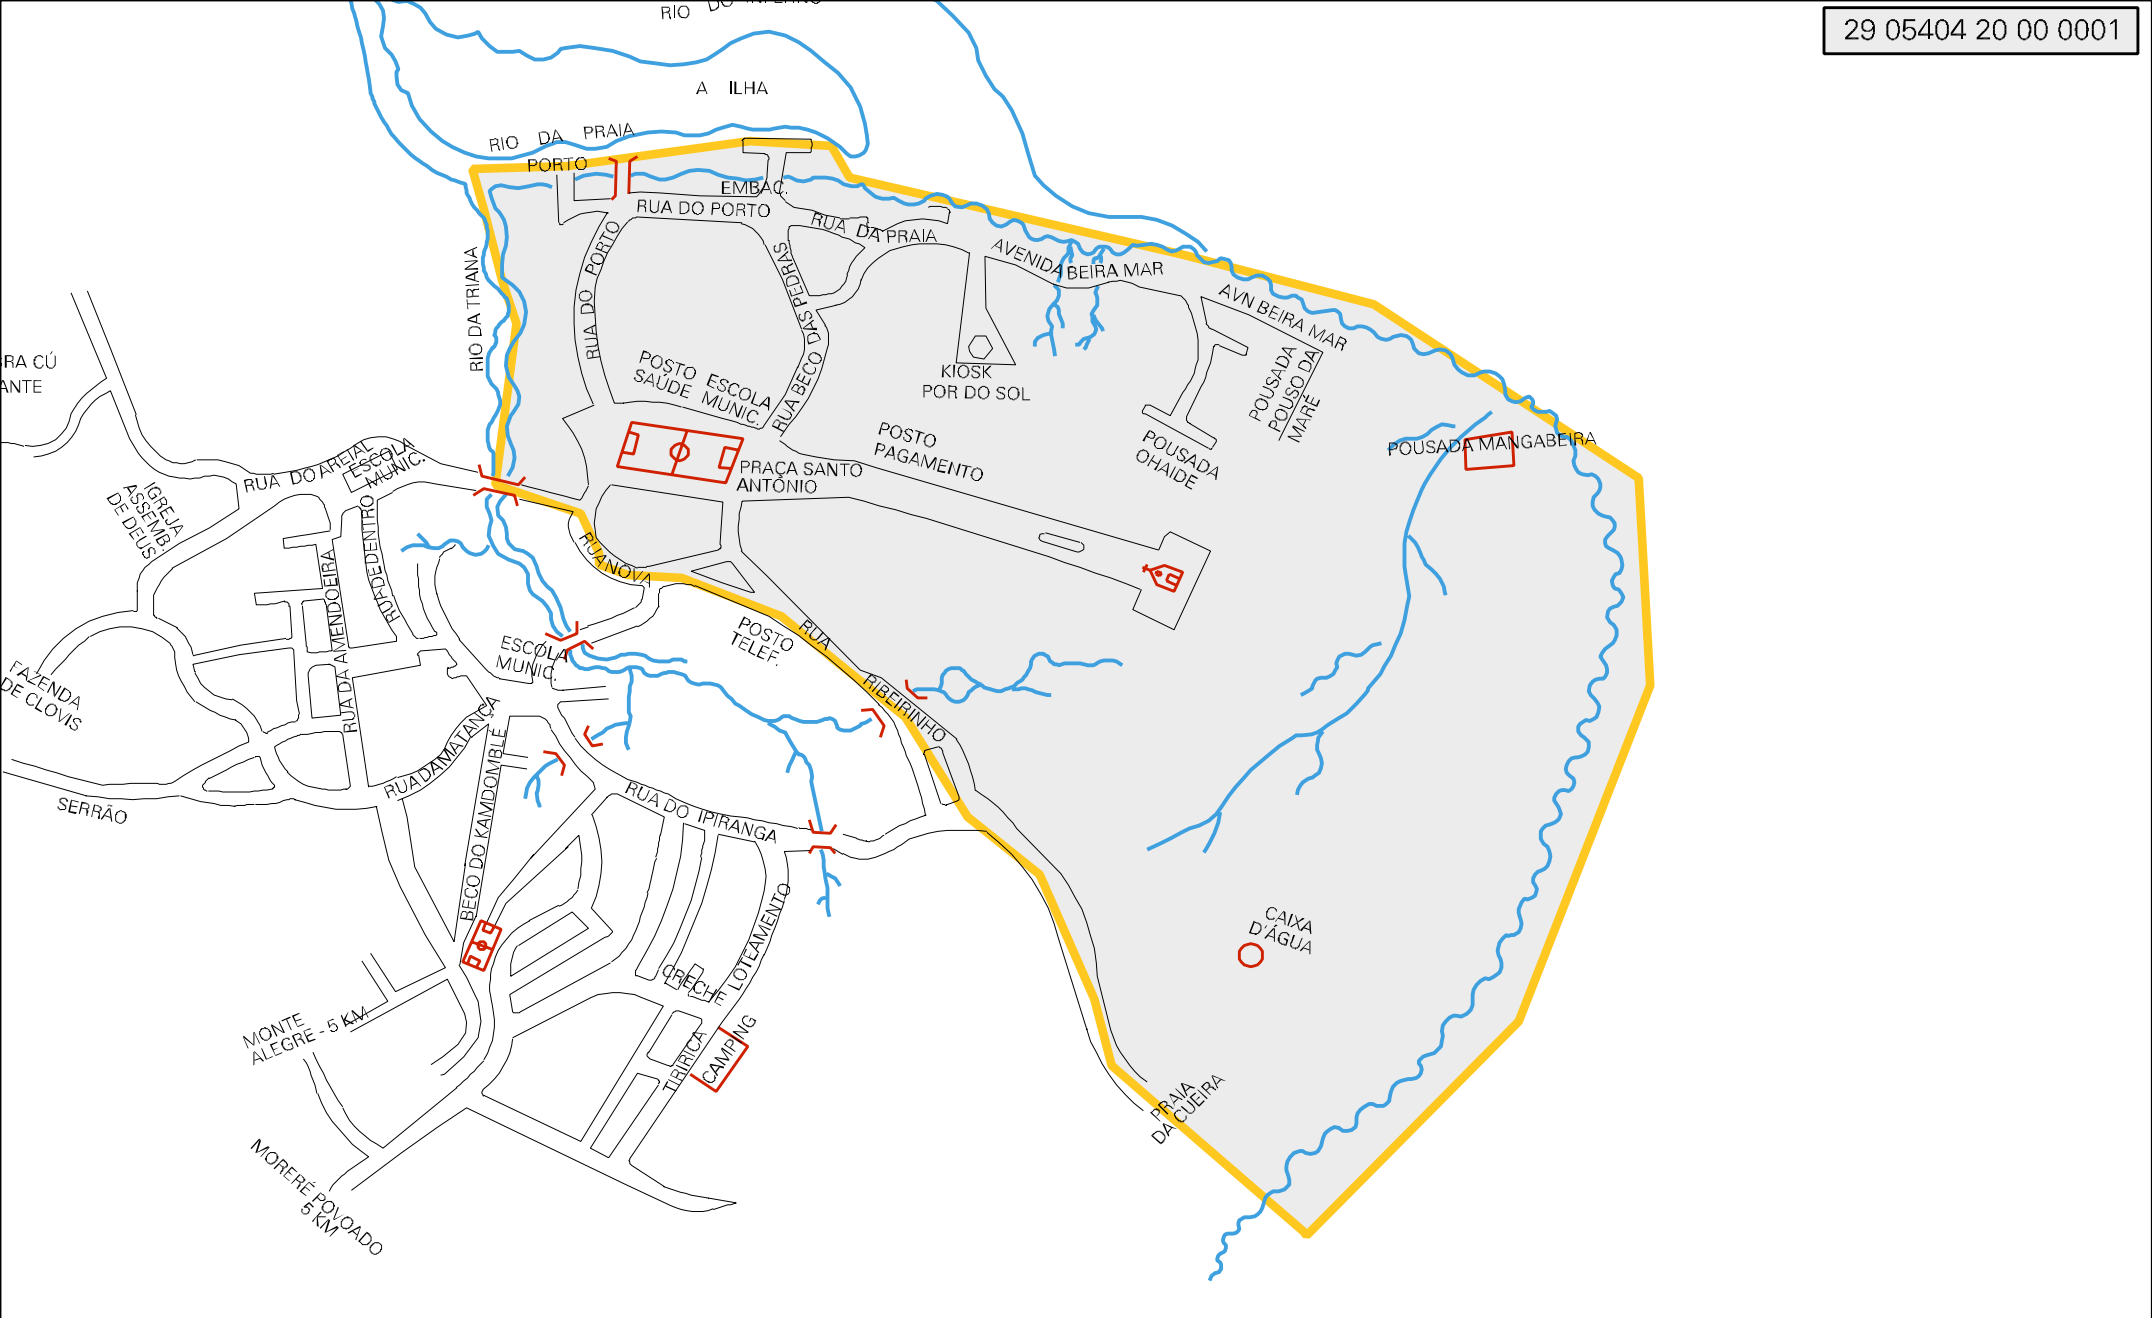 RIO DO INFERNO
29 05404 20 00 0001
A ILHA
RIO DA PRAIA
PORTO
EMBAC.
RUA DO PORTO
RUA DA PRAIA
AVENIDA BEIRA MAR
AVN BEIRA MAR
RIO DA TRIANA
RUA DO PORTO
RUA BECO DAS PEDRAS
POSTO
SAÚDE
ESCOLA
MUNIC.
KIOSK
POR DO SOL
POUSADA
POUSO DA
MARÉ
BRA CÚ
ANTE
POSTO
PAGAMENTO
POUSADA
OHAIDE
POUSADA MANGABEIRA
PRAÇA SANTO
ANTÔNIO
RUA DO AREIAL
ESCOLA
MUNIC.
IGREJA
ASSEMB.
DE DEUS
RUA DE DENTRO
RUA DA AMENDOEIRA
RUA NOVA
ESCOLA
MUNIC.
POSTO
TELEF.
RUA RIBEIRINHO
FAZENDA
DE CLOVIS
RUA DA MATANÇA
BECO DO KAMDOMBLÉ
SERRÃO
RUA DO IPIRANGA
LOTEAMENTO
TIRIRICA
CRECHE
CAMPING
CAIXA
D'ÁGUA
MONTE
ALEGRE - 5 KM
PRAIA
DA CUEIRA
MORERÉ POVOADO
5 KM